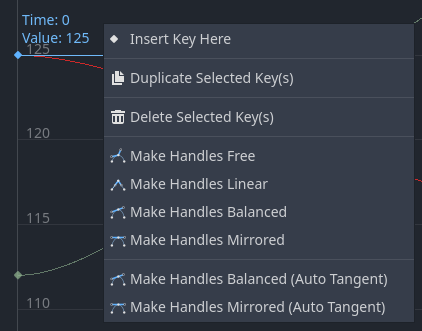 Time: 0
Value: 125
125
120
115
110
Insert Key Here
Duplicate Selected Key(s)
Delete Selected Key(s)
Make Handles Free
Make Handles Linear
Make Handles Balanced
Make Handles Mirrored
Make Handles Balanced (Auto Tangent)
Make Handles Mirrored (Auto Tangent)